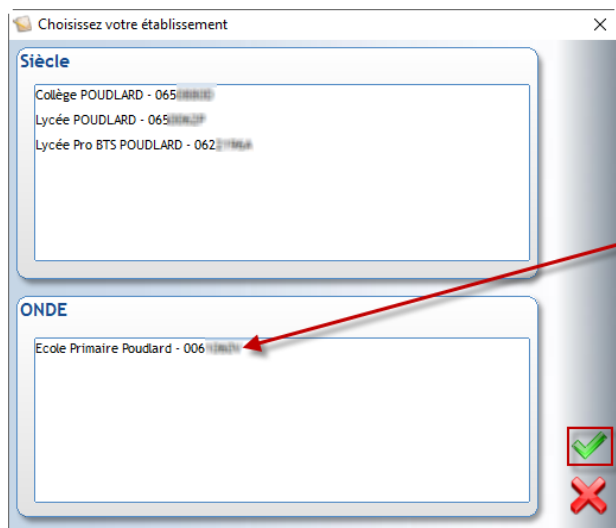 Choisissez votre établissement
Siècle
Collège POUDLARD - 065
Lycée POUDLARD - 065
Lycée Pro BTS POUDLARD - 062
ONDE
Ecole Primaire Poudlard - 006